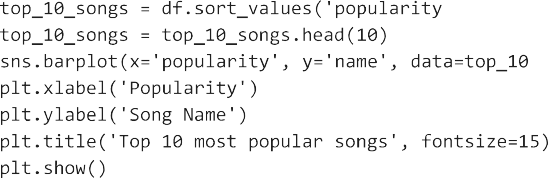 top_10_songs = df.sort_values('popularity
top_10_songs = top_10_songs.head(10)
sns.barplot(x='popularity', y='name', data=top_10
plt.xlabel('Popularity')
plt.ylabel('Song Name')
plt.title('Top 10 most popular songs', fontsize=15)
plt.show()